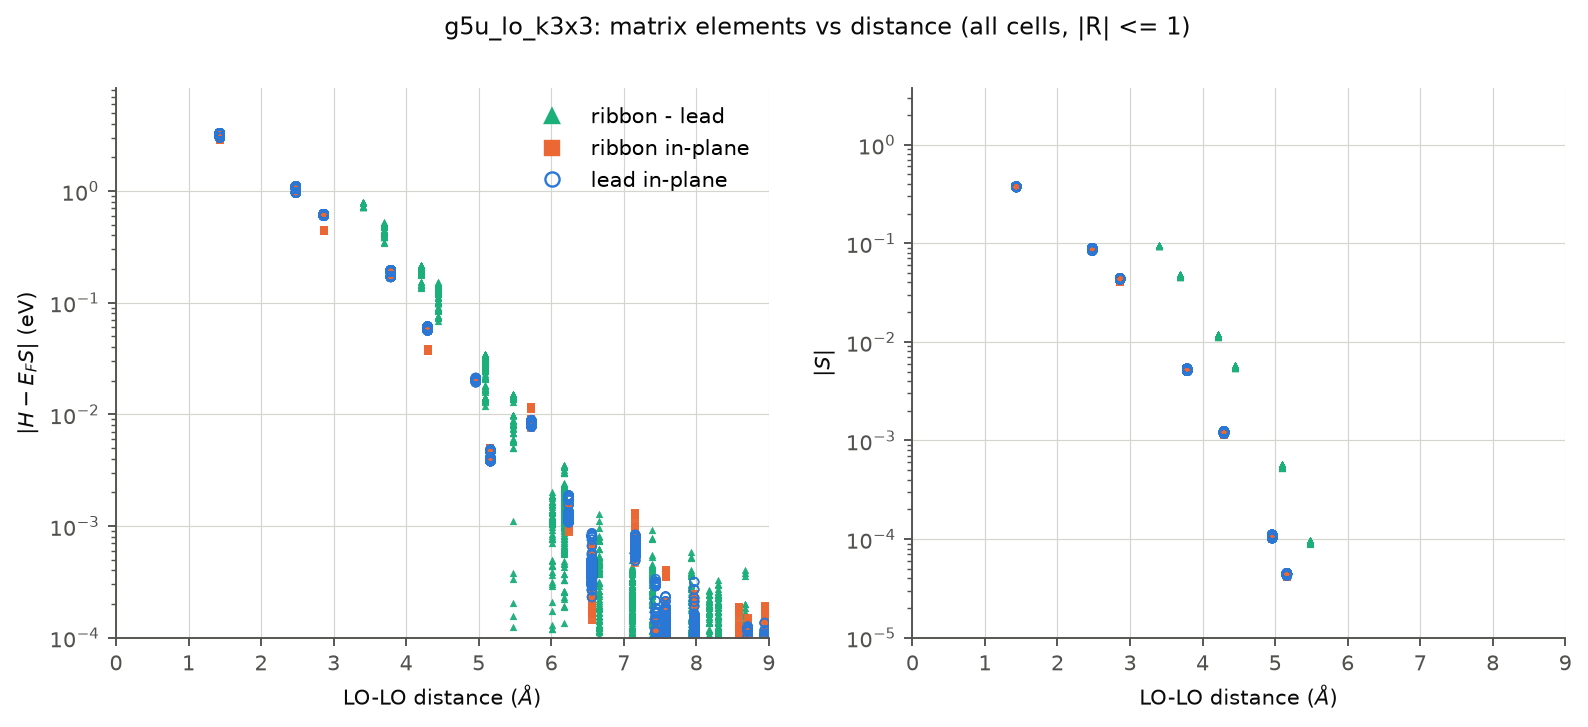 g5u_lo_k3x3: matrix elements vs distance (all cells, |R| <= 1)
ribbon - lead
ribbon in-plane
lead in-plane
|H − E_F S| (eV)
10^0
10^−1
10^−2
10^−3
10^−4
0 1 2 3 4 5 6 7 8 9
LO-LO distance (Å)
|S|
10^0
10^−1
10^−2
10^−3
10^−4
10^−5
0 1 2 3 4 5 6 7 8 9
LO-LO distance (Å)